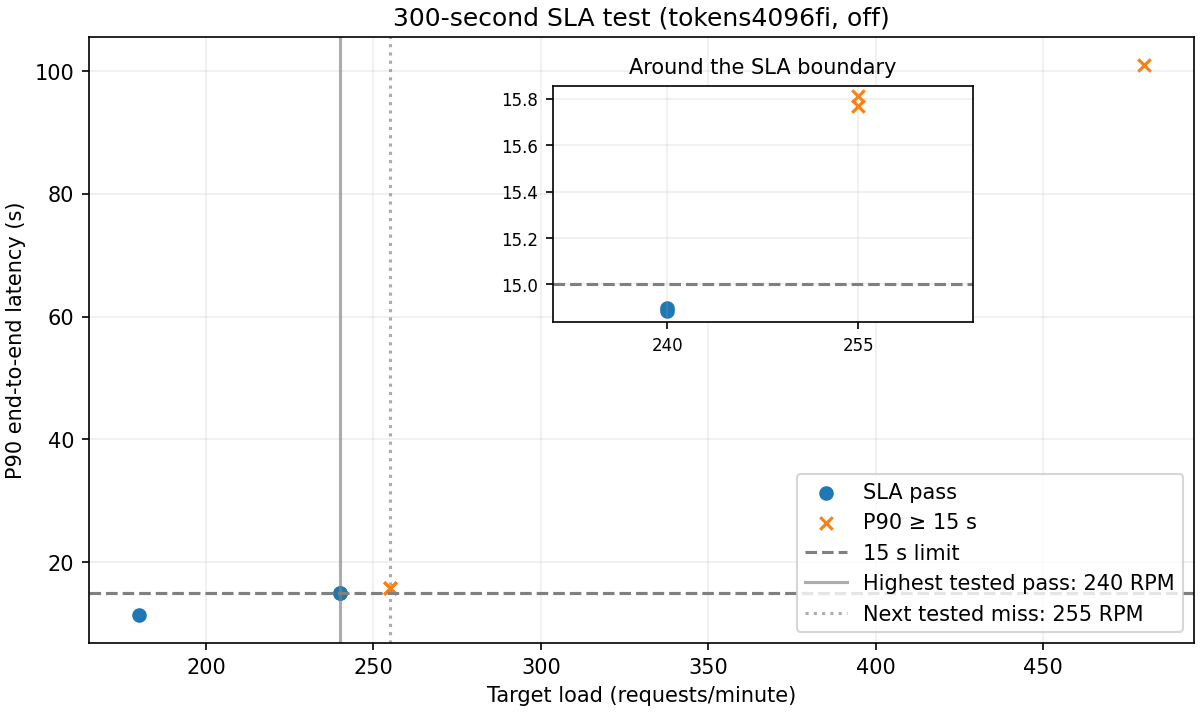 300-second SLA test (tokens4096fi, off)
P90 end-to-end latency (s)
100
80
60
40
20
Around the SLA boundary
15.8
15.6
15.4
15.2
15.0
240
255
SLA pass
P90 ≥ 15 s
15 s limit
Highest tested pass: 240 RPM
Next tested miss: 255 RPM
200
250
300
350
400
450
Target load (requests/minute)